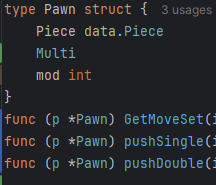 type Pawn struct { 3 usages
Piece data.Piece
Multi
mod int
}
func (p *Pawn) GetMoveSet(
func (p *Pawn) pushSingle(
func (p *Pawn) pushDouble(